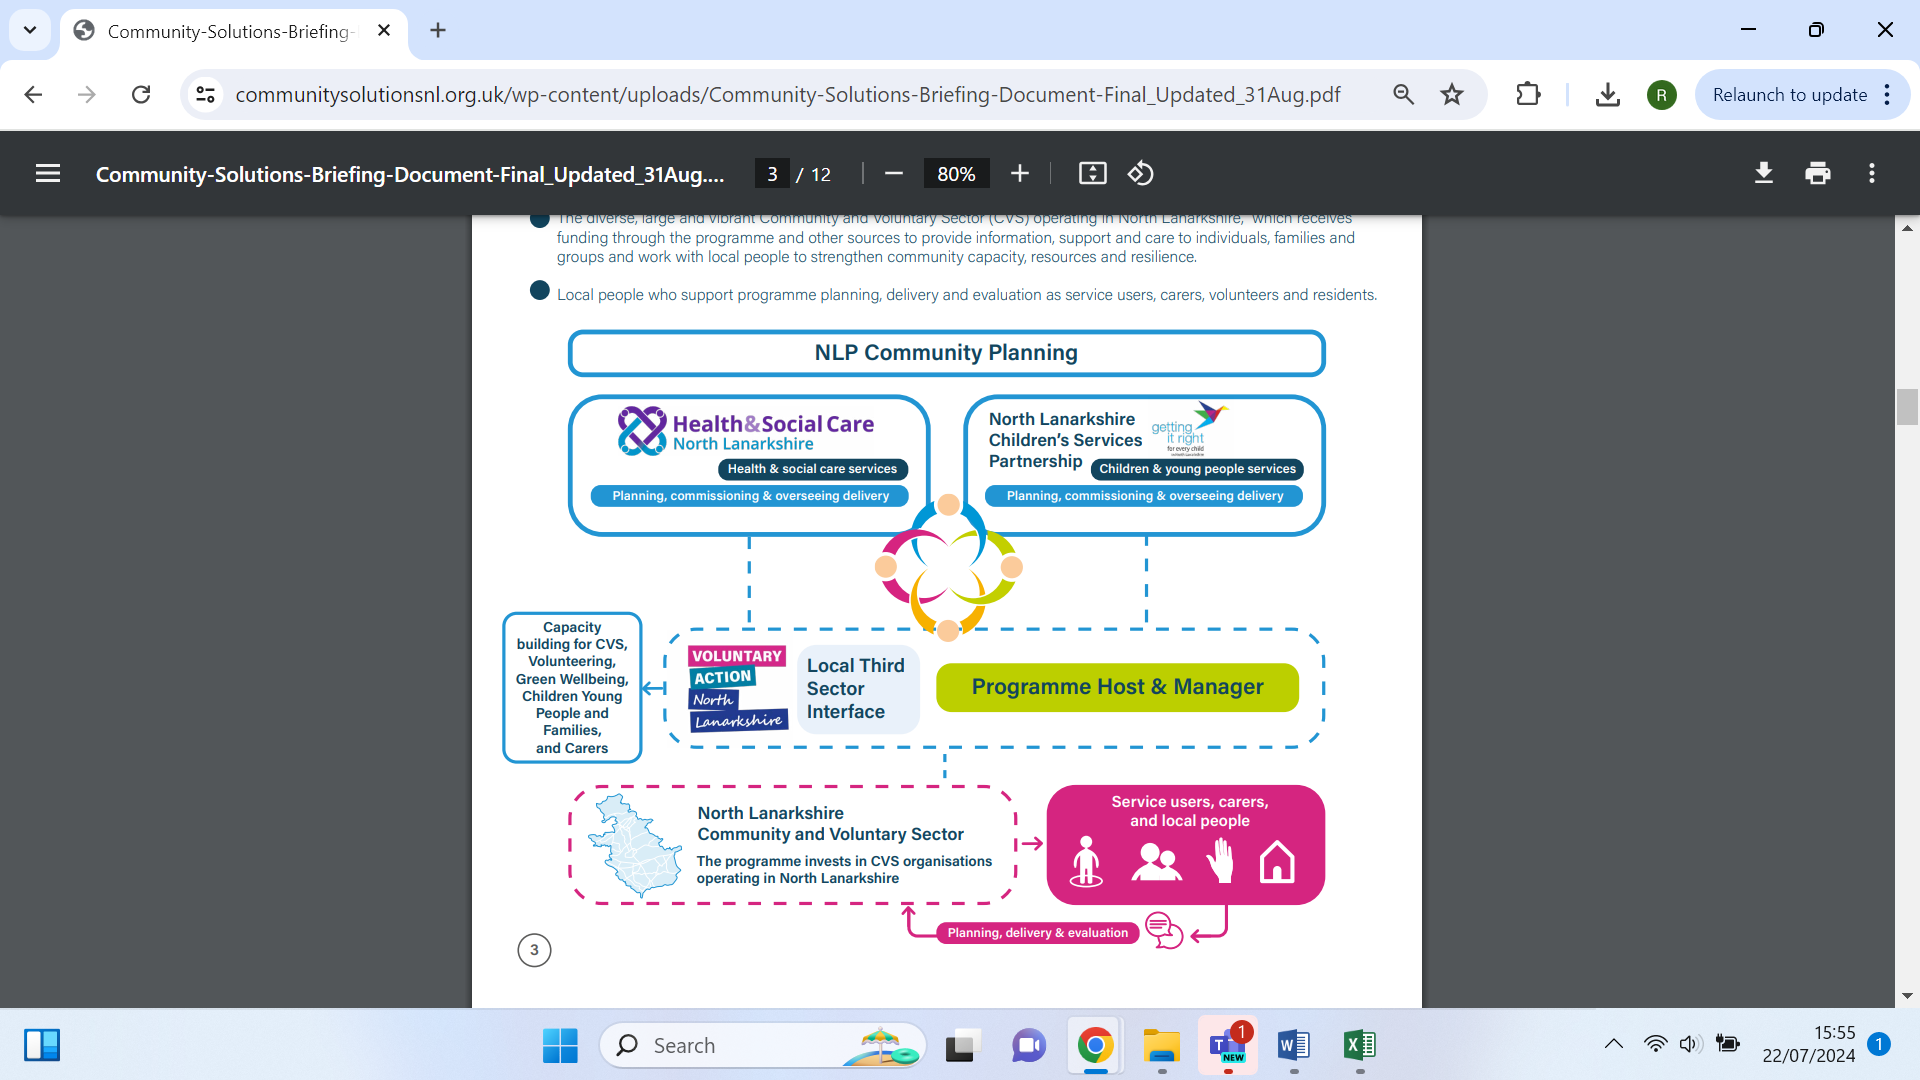 Community-Solutions-Briefing-
communitysolutionsnl.org.uk/wp-content/uploads/Community-Solutions-Briefing-Document-Final_Updated_31Aug.pdf
R
Relaunch to update
Community-Solutions-Briefing-Document-Final_Updated_31Aug....
3 / 12
80%
The diverse, large and vibrant Community and Voluntary Sector (CVS) operating in North Lanarkshire, which receives
funding through the programme and other sources to provide information, support and care to individuals, families and
groups and work with local people to strengthen community capacity, resources and resilience.
Local people who support programme planning, delivery and evaluation as service users, carers, volunteers and residents.
NLP Community Planning
Health&Social Care
North Lanarkshire
Health & social care services
Planning, commissioning & overseeing delivery
North Lanarkshire
Children's Services
Partnership
getting
it right
for every child
Children & young people services
Planning, commissioning & overseeing delivery
Capacity
building for CVS,
Volunteering,
Green Wellbeing,
Children Young
People and
Families,
and Carers
VOLUNTARY
ACTION
North
Lanarkshire
Local Third
Sector
Interface
Programme Host & Manager
North Lanarkshire
Community and Voluntary Sector
The programme invests in CVS organisations
operating in North Lanarkshire
Service users, carers,
and local people
Planning, delivery & evaluation
3
Search
1
NEW
15:55
22/07/2024
1